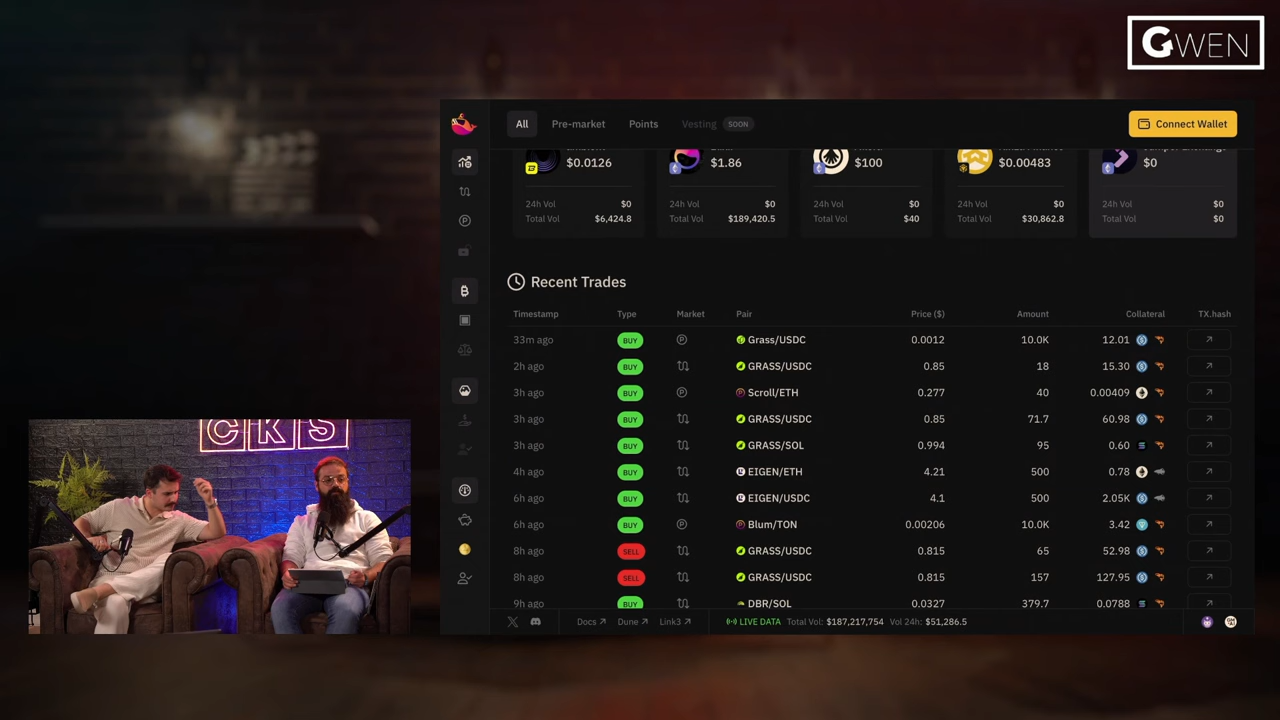 GWEN
All Pre-market Points Vesting SOON Connect Wallet
$0.0126 $1.86 $100 $0.00483 $0
24h Vol $0 24h Vol $0 24h Vol $0 24h Vol $0 24h Vol $0
Total Vol $6,424.8 Total Vol $189,420.5 Total Vol $40 Total Vol $30,862.8 Total Vol $0
Recent Trades
Timestamp Type Market Pair Price ($) Amount Collateral TX.hash
33m ago BUY Grass/USDC 0.0012 10.0K 12.01
2h ago BUY GRASS/USDC 0.85 18 15.30
3h ago BUY Scroll/ETH 0.277 40 0.00409
3h ago BUY GRASS/USDC 0.85 71.7 60.98
3h ago BUY GRASS/SOL 0.994 95 0.60
4h ago BUY EIGEN/ETH 4.21 500 0.78
6h ago BUY EIGEN/USDC 4.1 500 2.05K
6h ago BUY Blum/TON 0.00206 10.0K 3.42
8h ago SELL GRASS/USDC 0.815 65 52.98
8h ago SELL GRASS/USDC 0.815 157 127.95
9h ago BUY DBR/SOL 0.0327 379.7 0.0788
Docs Dune Link3 LIVE DATA Total Vol: $187,217,754 Vol 24h: $51,286.5
CKS